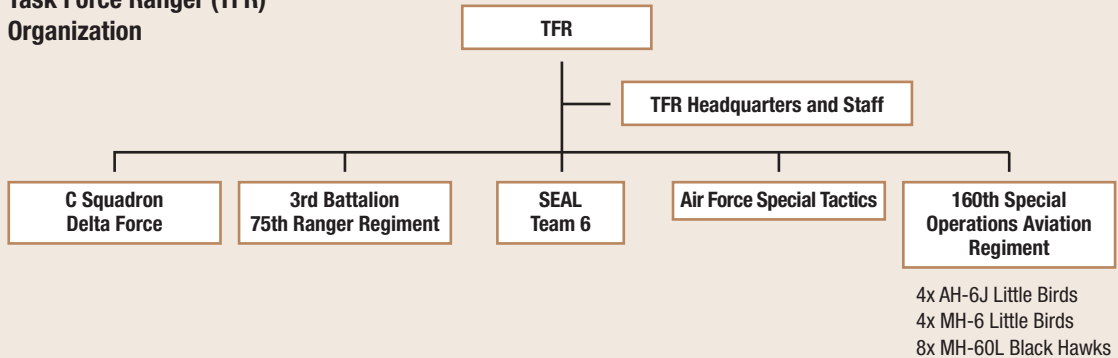 Task Force Ranger (TFR)
Organization
TFR
TFR Headquarters and Staff
C Squadron
Delta Force
3rd Battalion
75th Ranger Regiment
SEAL
Team 6
Air Force Special Tactics
160th Special
Operations Aviation
Regiment
4x AH-6J Little Birds
4x MH-6 Little Birds
8x MH-60L Black Hawks